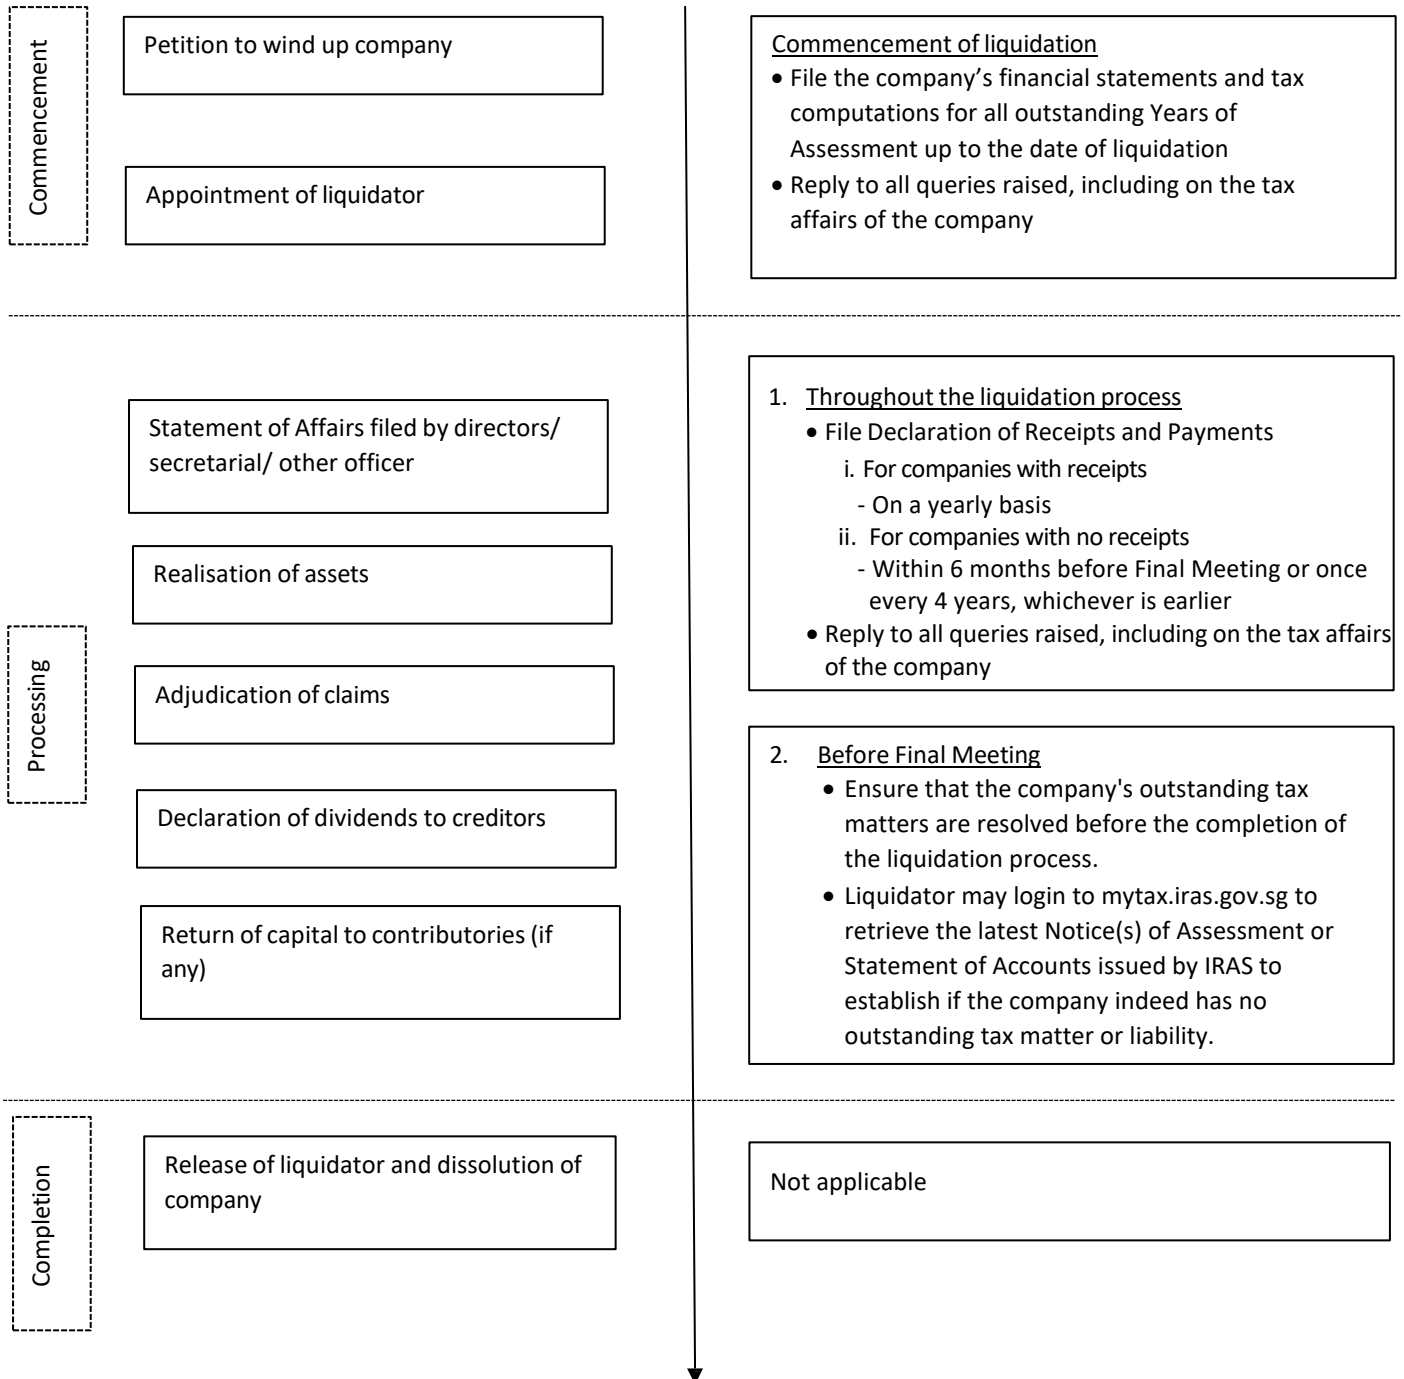 Commencement
Petition to wind up company
Appointment of liquidator
Commencement of liquidation
• File the company’s financial statements and tax
computations for all outstanding Years of
Assessment up to the date of liquidation
• Reply to all queries raised, including on the tax
affairs of the company
Processing
Statement of Affairs filed by directors/
secretarial/ other officer
Realisation of assets
Adjudication of claims
Declaration of dividends to creditors
Return of capital to contributories (if
any)
1. Throughout the liquidation process
• File Declaration of Receipts and Payments
i. For companies with receipts
- On a yearly basis
ii. For companies with no receipts
- Within 6 months before Final Meeting or once
every 4 years, whichever is earlier
• Reply to all queries raised, including on the tax affairs
of the company
2. Before Final Meeting
• Ensure that the company's outstanding tax
matters are resolved before the completion of
the liquidation process.
• Liquidator may login to mytax.iras.gov.sg to
retrieve the latest Notice(s) of Assessment or
Statement of Accounts issued by IRAS to
establish if the company indeed has no
outstanding tax matter or liability.
Completion
Release of liquidator and dissolution of
company
Not applicable